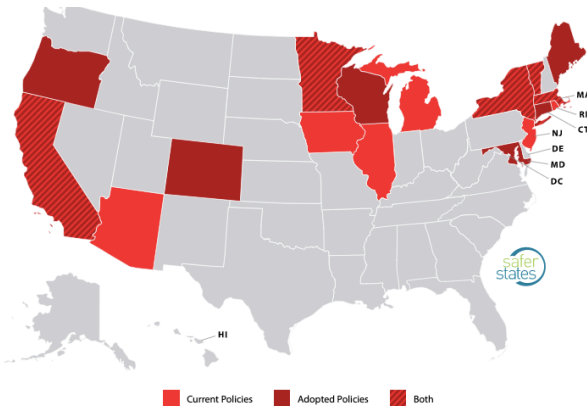 MA
RI
CT
NJ
DE
MD
DC
safer
states
HI
Current Policies
Adopted Policies
Both